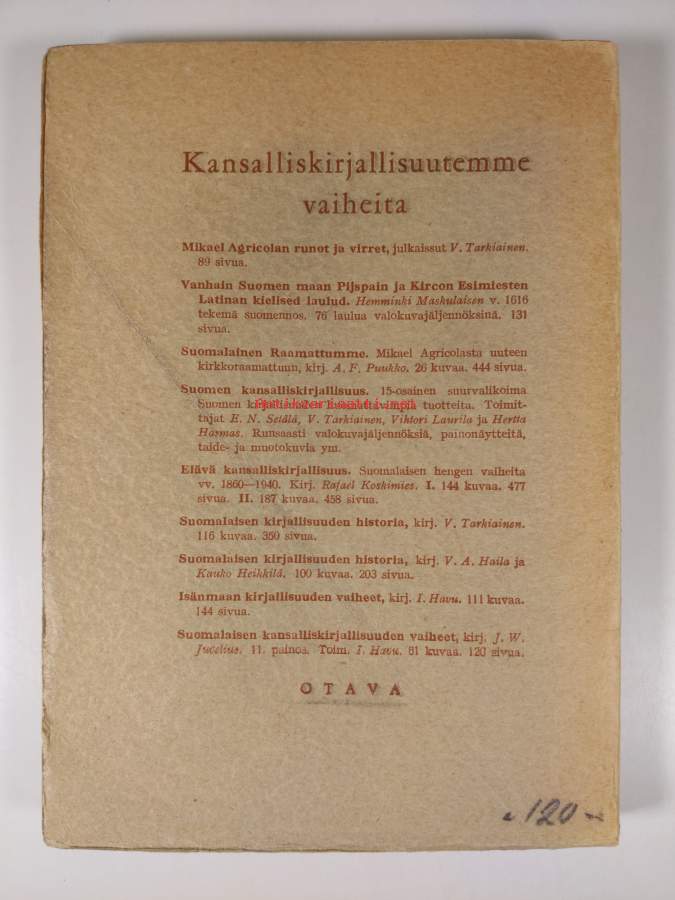 Kansalliskirjallisuutemme
vaiheita
Mikael Agricolan runot ja virret, julkaissut V. Tarkiainen.
89 sivua.
Vanhain Suomen maan Pijspain ja Kircon Esimiesten
Latinan kielised laulud. Hemminki Maskulaisen v. 1616
tekemä suomennos. 76 laulua valokuvajäljennöksinä. 131
sivua.
Suomalainen Raamattumme. Mikael Agricolasta uuteen
kirkkoraamattuun, kirj. A. F. Puukko. 26 kuvaa. 444 sivua.
Suomen kansalliskirjallisuus. 15-osainen suurvalikoima
Suomen kirjallisuuden huomattavimpia tuotteita. Toimit-
tajat E. N. Setälä, V. Tarkiainen, Vihtori Laurila ja Hertta
Harmas. Runsaasti valokuvajäljennöksiä, painonäytteitä,
taide- ja muotokuvia ym.
Elävä kansalliskirjallisuus. Suomalaisen hengen vaiheita
vv. 1860—1940. Kirj. Rafael Koskimies. I. 144 kuvaa. 477
sivua. II. 187 kuvaa. 458 sivua.
Suomalaisen kirjallisuuden historia, kirj. V. Tarkiainen.
116 kuvaa. 350 sivua.
Suomalaisen kirjallisuuden historia, kirj. V. A. Haila ja
Kauko Heikkilä. 100 kuvaa. 203 sivua.
Isänmaan kirjallisuuden vaiheet, kirj. I. Havu. 111 kuvaa.
144 sivua.
Suomalaisen kansalliskirjallisuuden vaiheet, kirj. J. W.
Juvelius. 11. painos. Toim. I. Havu. 81 kuvaa. 120 sivua.
OTAVA
120